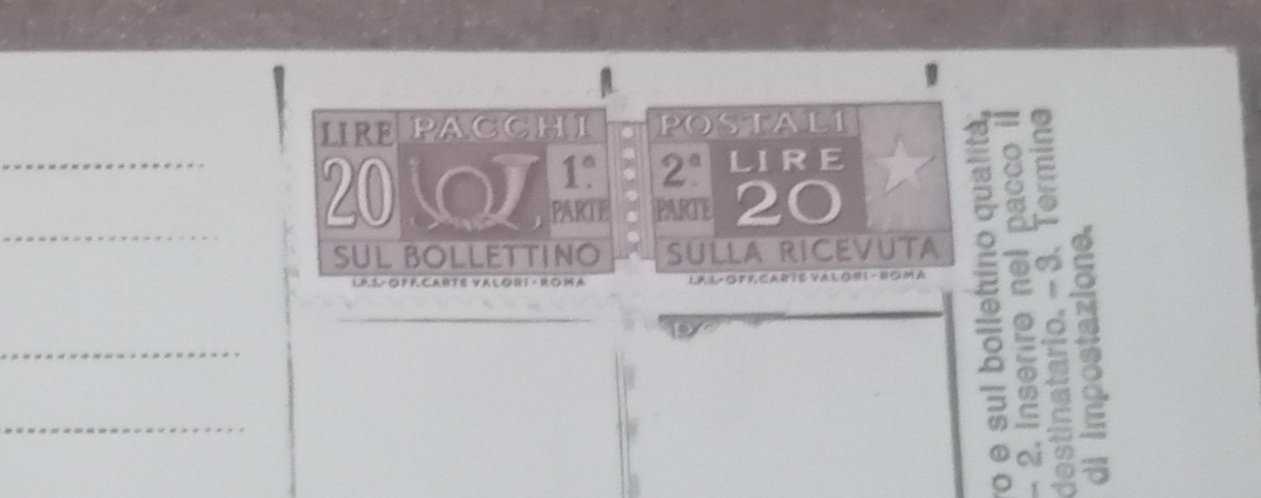 LIRE PACCHI
20 1ª PARTE
SUL BOLLETTINO
I.P.S.-OFF.CARTE VALORI-ROMA
POSTALI
2ª PARTE LIRE 20
SULLA RICEVUTA
I.P.S.-OFF.CARTE VALORI-ROMA
e sul bollettino qualità,
- 2. Inserire nel pacco il
destinatario. - 3. Termine
di impostazione.